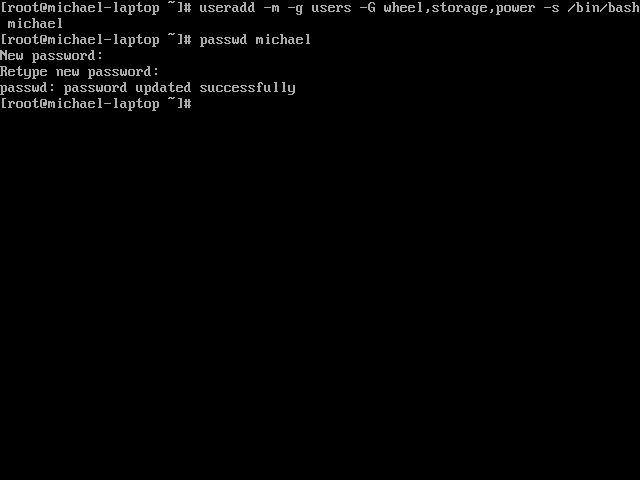 [root@michael-laptop ~]# useradd -m -g users -G wheel,storage,power -s /bin/bash
michael
[root@michael-laptop ~]# passwd michael
New password:
Retype new password:
passwd: password updated successfully
[root@michael-laptop ~]#